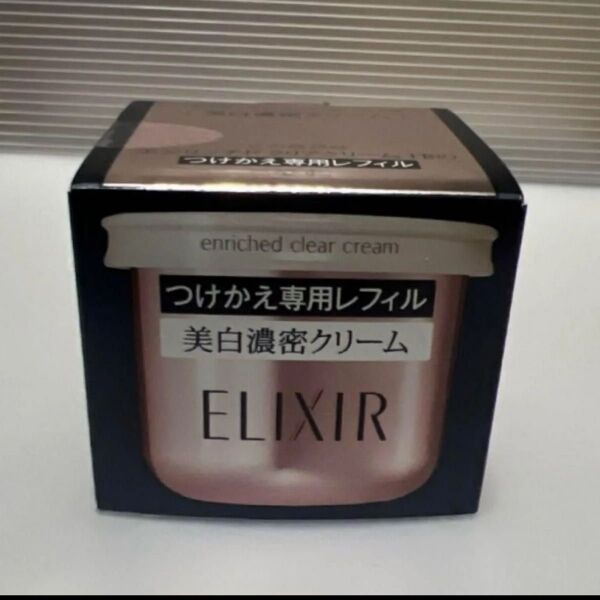 つけかえ専用レフィル
enriched clear cream
つけかえ専用レフィル
美白濃密クリーム
ELIXIR